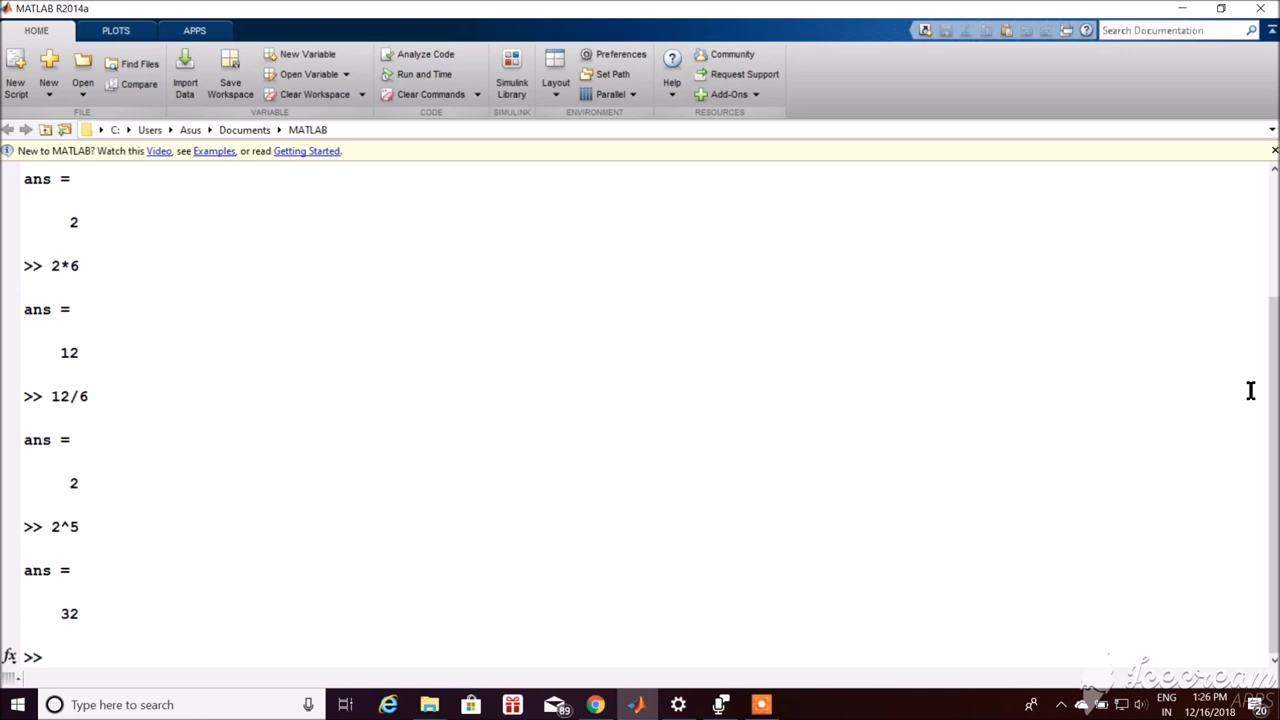 MATLAB R2014a
HOME PLOTS APPS
Search Documentation
New Script
New
Open
Find Files
Compare
Import Data
Save Workspace
New Variable
Open Variable
Clear Workspace
Analyze Code
Run and Time
Clear Commands
Simulink Library
Layout
Preferences
Set Path
Parallel
Help
Community
Request Support
Add-Ons
FILE VARIABLE CODE SIMULINK ENVIRONMENT RESOURCES
C: Users Asus Documents MATLAB
New to MATLAB? Watch this Video, see Examples, or read Getting Started.
ans =
2
>> 2*6
ans =
12
>> 12/6
ans =
2
>> 2^5
ans =
32
fx >>
Icecream
APPS
Type here to search
89
ENG
IN
1:26 PM
12/16/2018
20